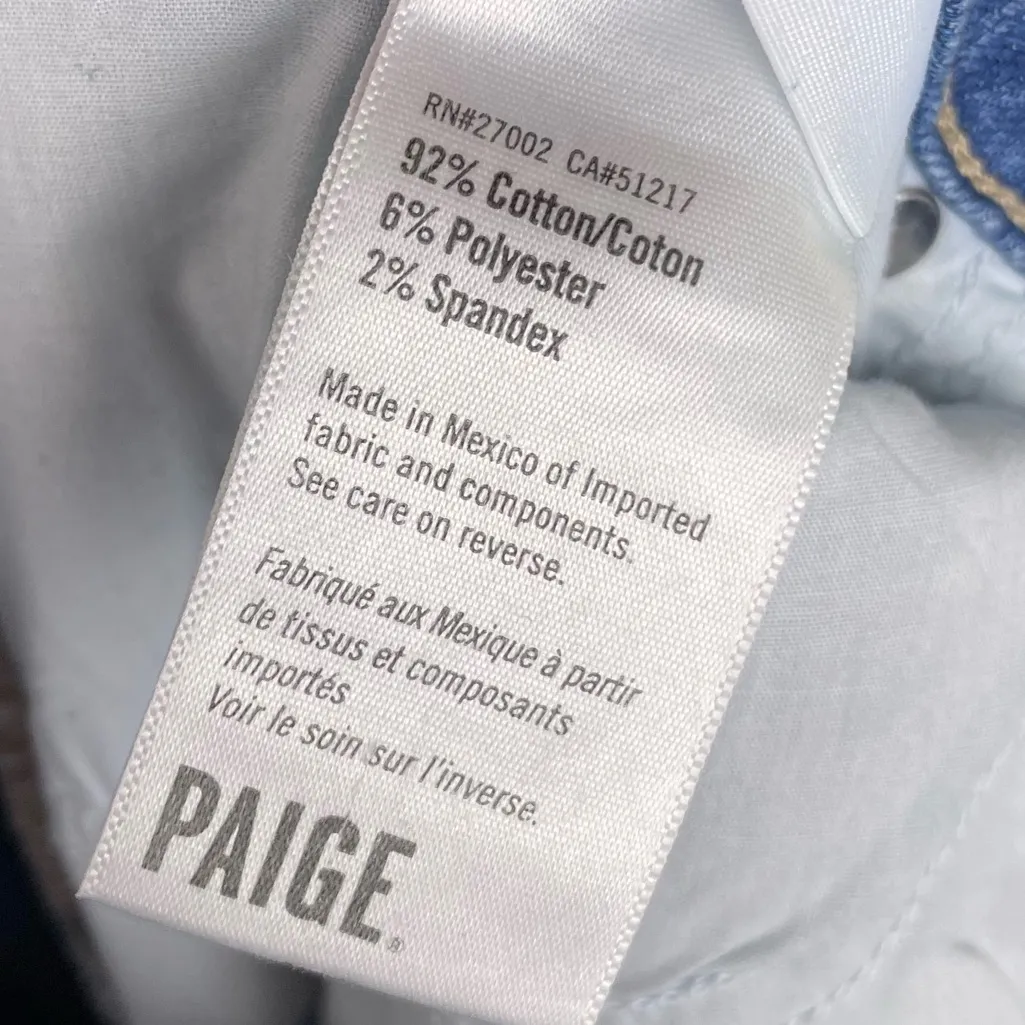 RN#27002 CA#51217
92% Cotton/Coton
6% Polyester
2% Spandex
Made in Mexico of Imported
fabric and components.
See care on reverse.
Fabriqué aux Mexique à partir
de tissus et composants
importés
Voir le soin sur l'inverse.
PAIGE®